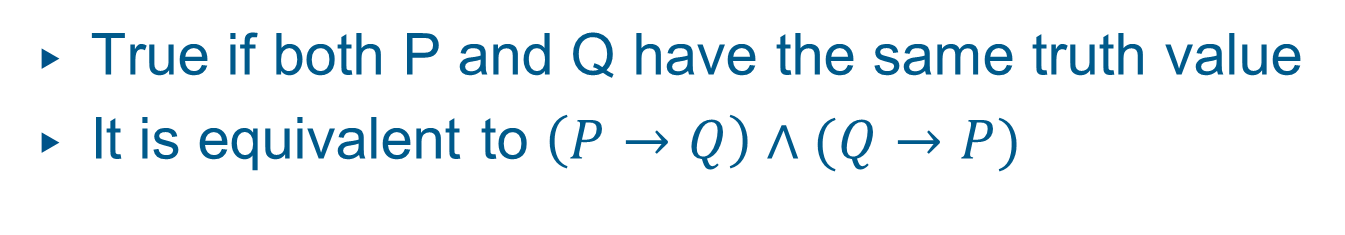 ▸ True if both P and Q have the same truth value
▸ It is equivalent to (𝑃 → 𝑄) ∧ (𝑄 → 𝑃)